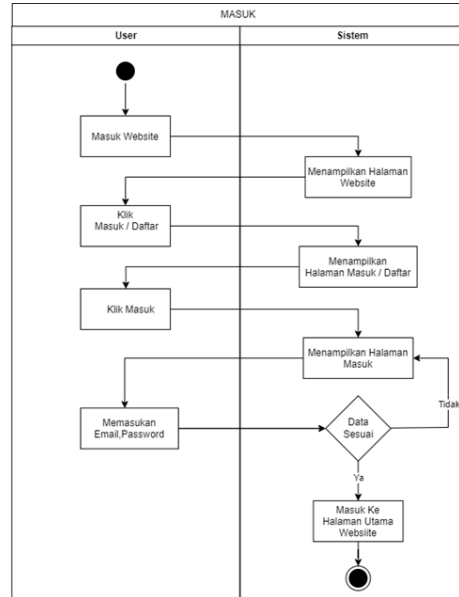 MASUK
User
Sistem
Masuk Website
Menampilkan Halaman
Website
Klik
Masuk / Daftar
Menampilkan
Halaman Masuk / Daftar
Klik Masuk
Menampilkan Halaman
Masuk
Tidak
Memasukan
Email,Password
Data
Sesuai
Ya
Masuk Ke
Halaman Utama
Websiite